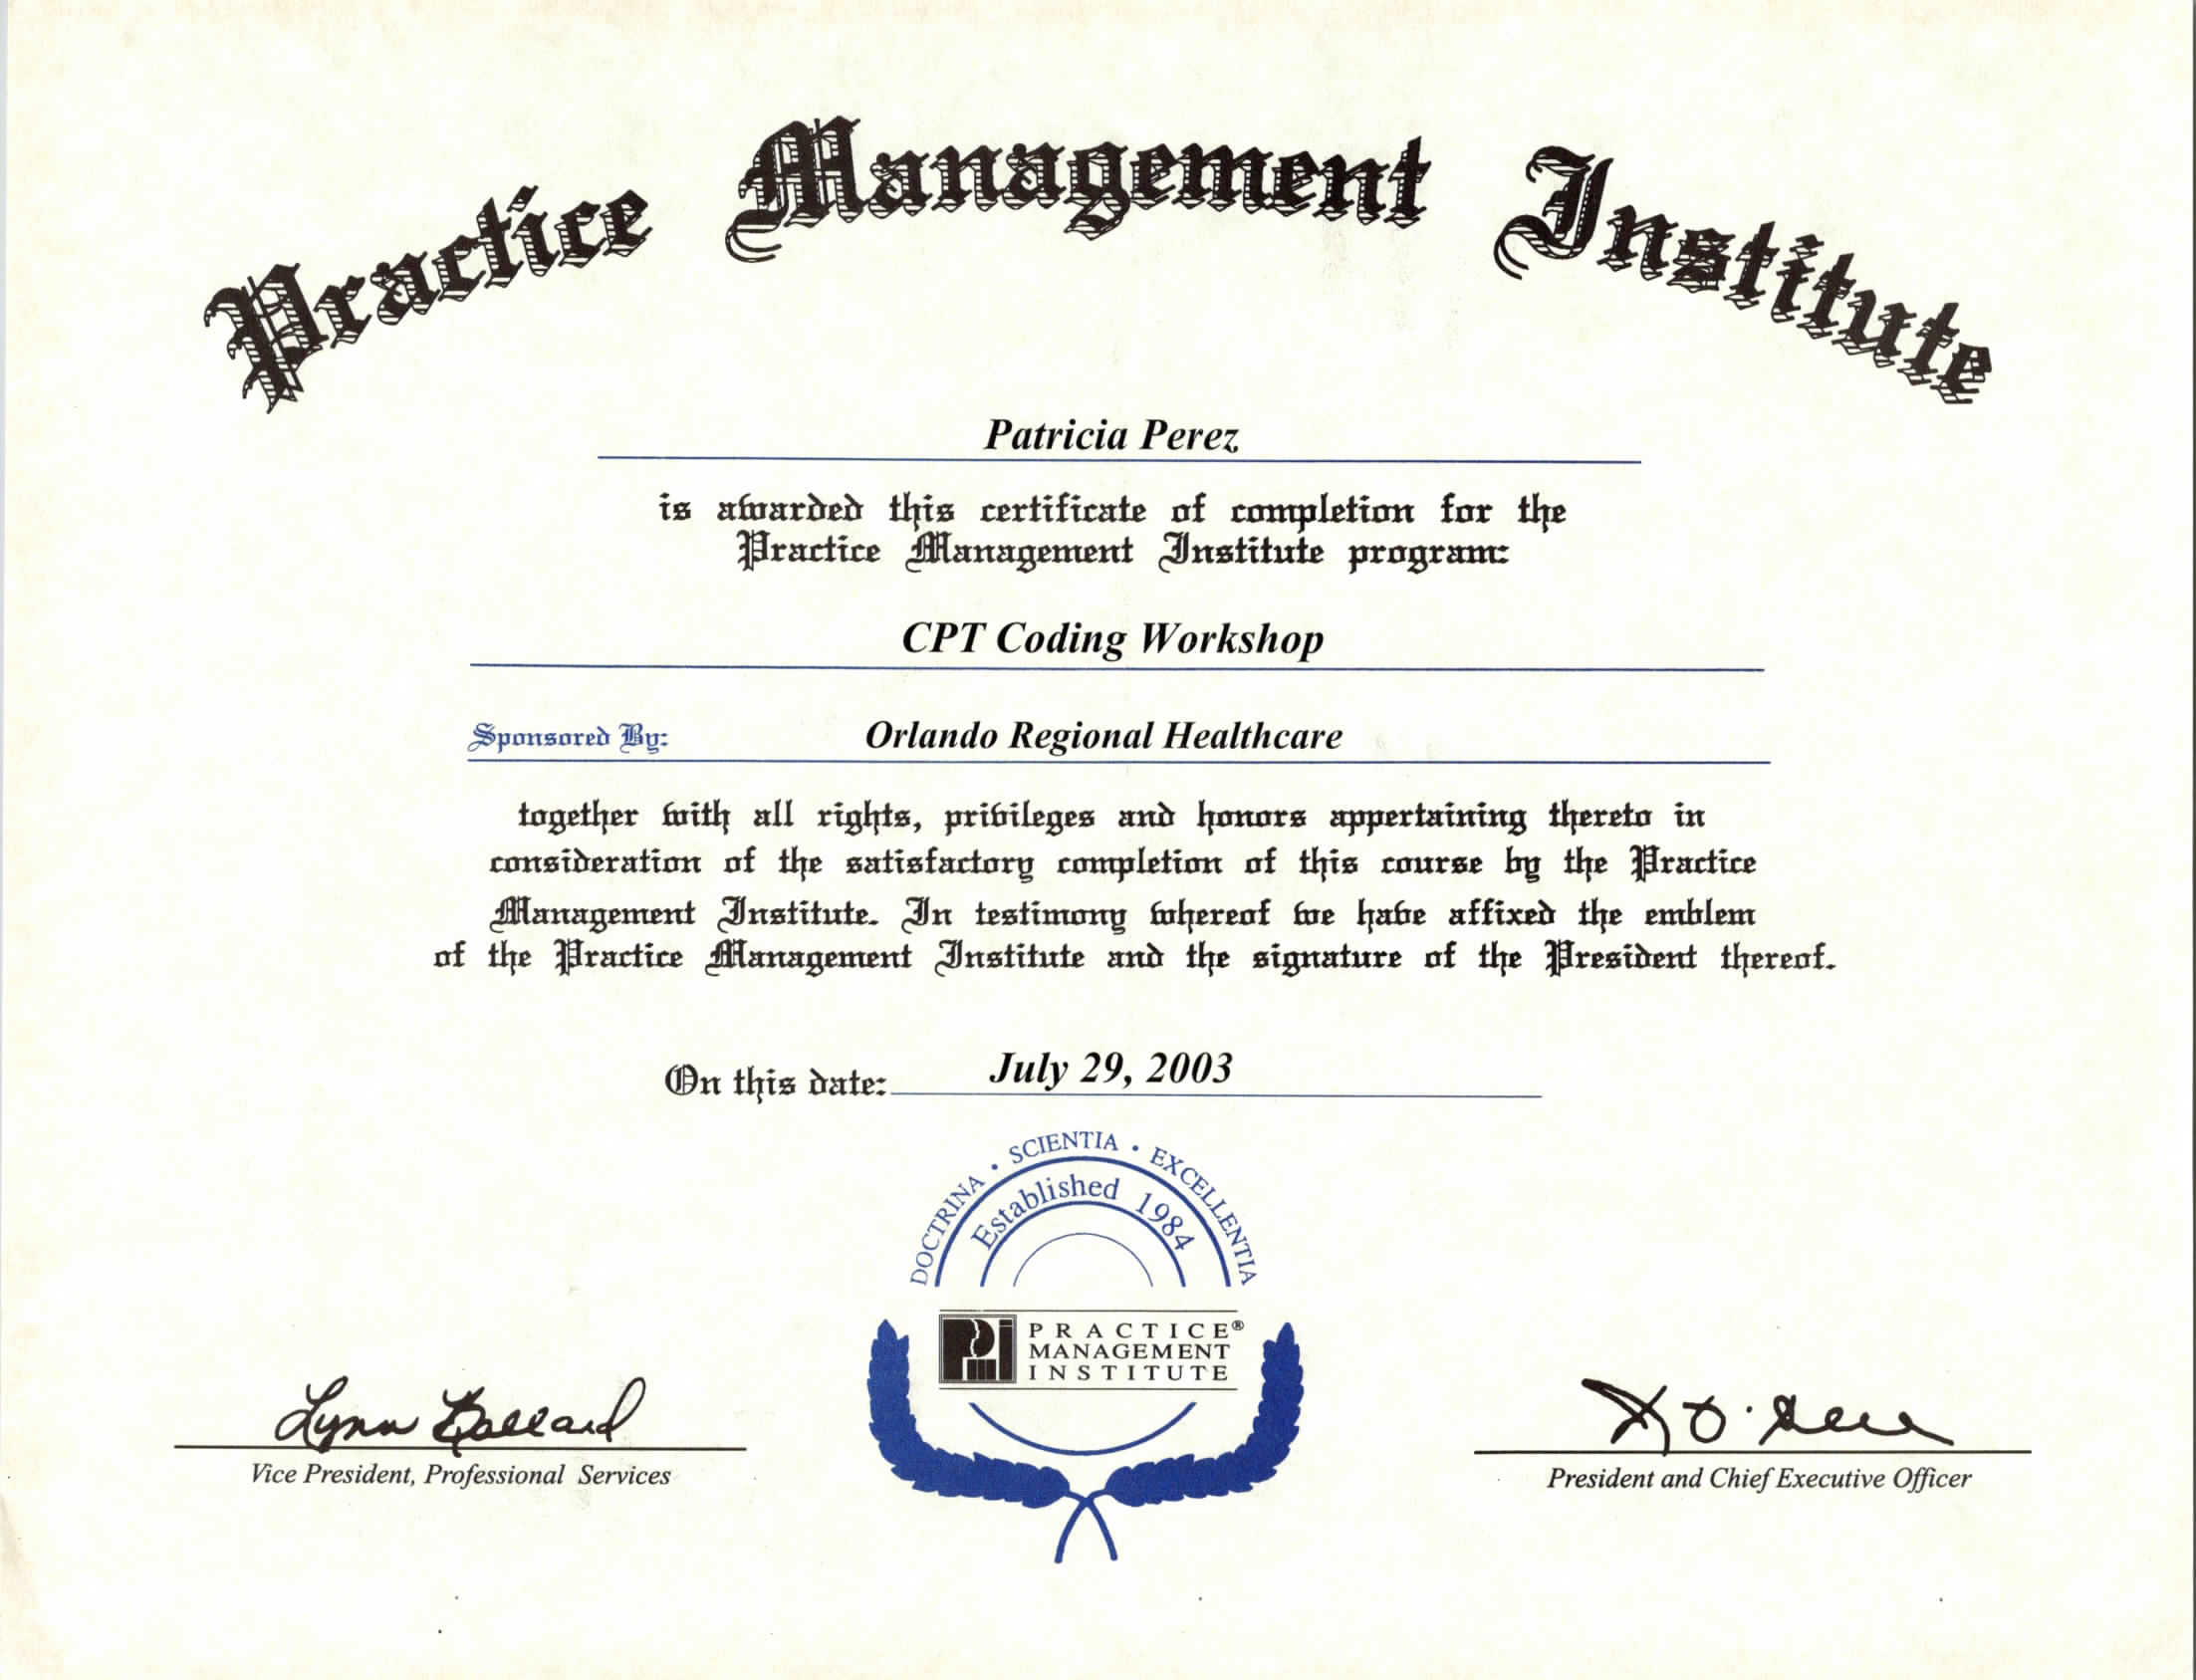 Practice Management Institute
Patricia Perez
is awarded this certificate of completion for the
Practice Management Institute program:
CPT Coding Workshop
Sponsored By: Orlando Regional Healthcare
together with all rights, privileges and honors appertaining thereto in
consideration of the satisfactory completion of this course by the Practice
Management Institute. In testimony whereof we have affixed the emblem
of the Practice Management Institute and the signature of the President thereof.
On this date: July 29, 2003
DOCTRINA • SCIENTIA • EXCELLENTIA
Established 1984
PRACTICE®
MANAGEMENT
INSTITUTE
Lynn Ballard
Vice President, Professional Services
President and Chief Executive Officer